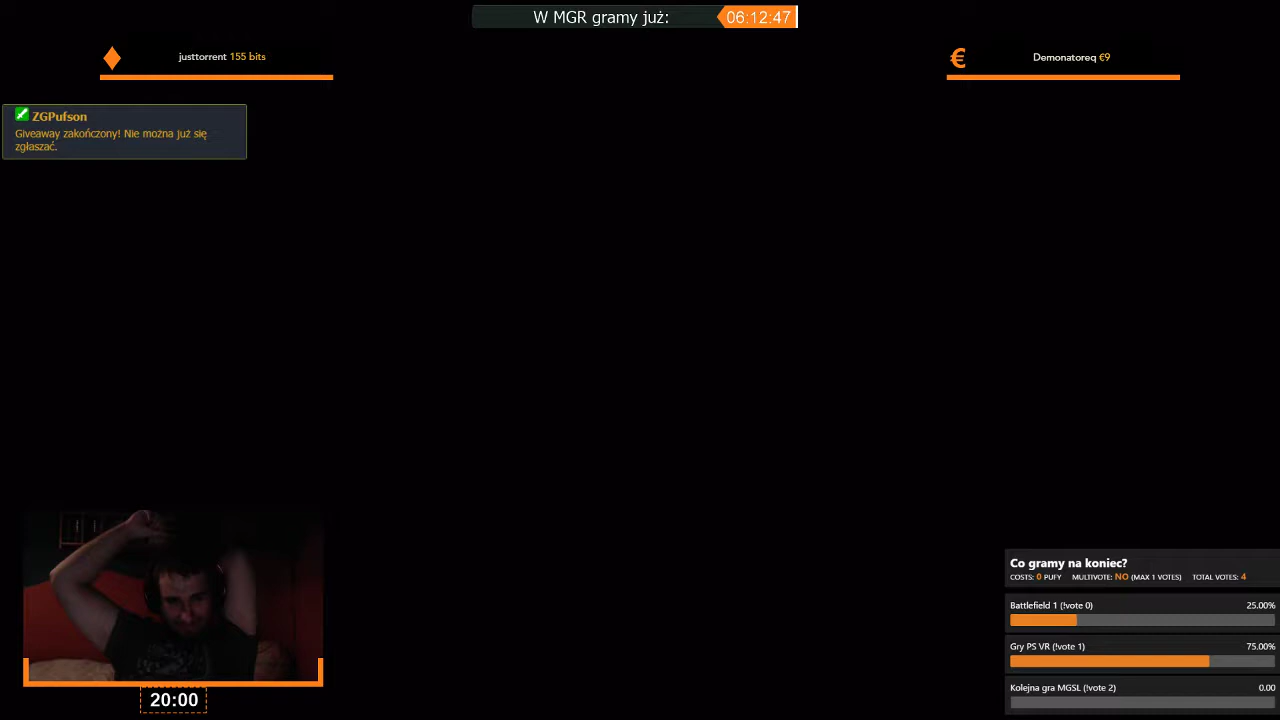 W MGR gramy już: 06:12:47
justtorrent 155 bits
€ Demonatoreq €9
ZGPufson
Giveaway zakończony! Nie można już się
zgłaszać.
Co gramy na koniec?
COSTS: 0 PUFY MULTIVOTE: NO (MAX 1 VOTES) TOTAL VOTES: 4
Battlefield 1 (!vote 0) 25.00%
Gry PS VR (!vote 1) 75.00%
Kolejna gra MGSL (!vote 2) 0.00
20:00